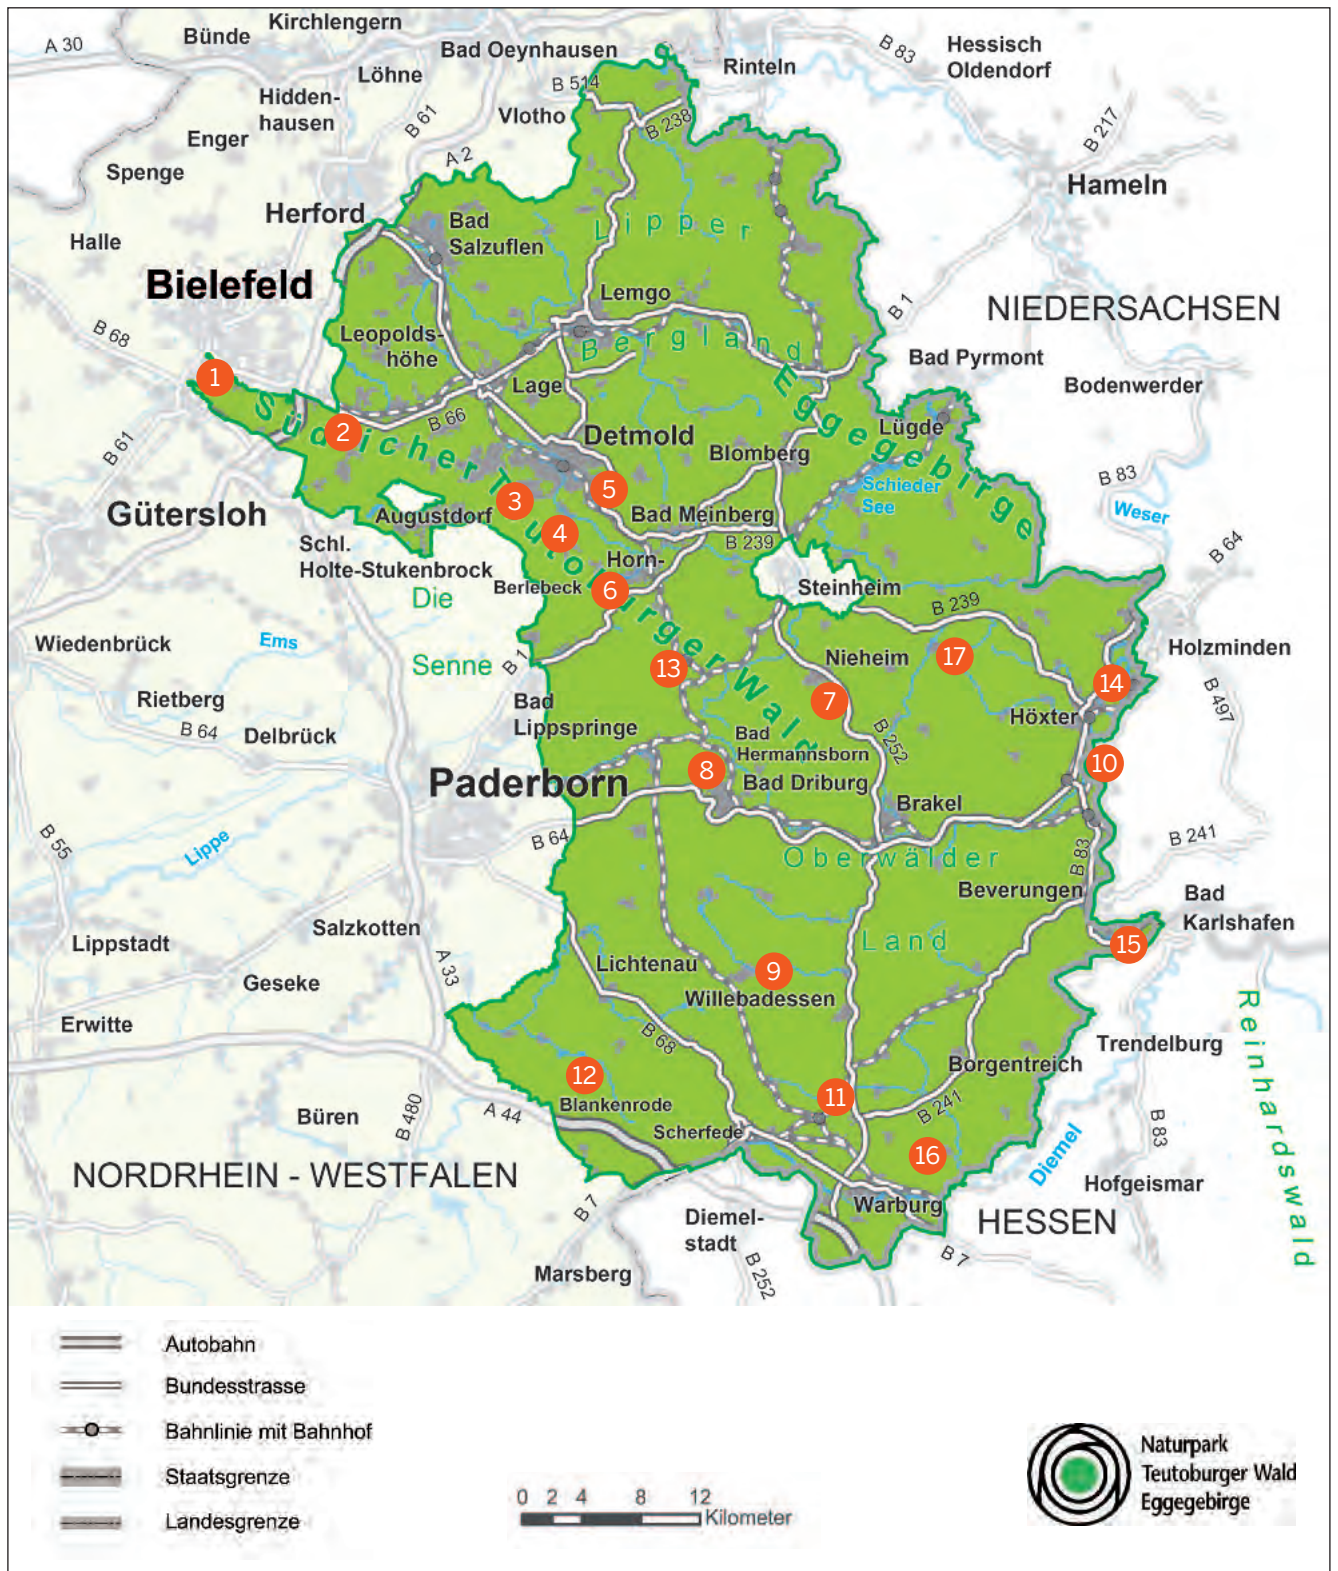 Kirchlengern
Bünde
A 30
Bad Oeynhausen
Löhne
B 83
Hessisch
Oldendorf
Rinteln
B 514
Hidden-
hausen
Vlotho
B 61
B 238
B 217
Enger
A 2
Spenge
Hameln
Herford
Bad
Salzuflen
Lipper
Halle
Bielefeld
Lemgo
B 1
NIEDERSACHSEN
B 68
Leopolds-
höhe
Bergland
Bad Pyrmont
1
Lage
Eggegebirge
Bodenwerder
Südlicher Teutoburger Wald
2
B 66
Detmold
Lügde
B 61
Blomberg
B 83
Schieder
See
5
3
Weser
Gütersloh
Augustdorf
Bad Meinberg
4
B 239
Schl.
Holte-Stukenbrock
Horn-
B 64
Berlebeck
6
Steinheim
Die
Senne
B 239
Wiedenbrück
Ems
B 1
Nieheim
17
Holzminden
13
14
Rietberg
7
Bad
Lippspringe
Höxter
B 497
B 64
Delbrück
B 252
Bad
Hermannsborn
8
10
Paderborn
Bad Driburg
Brakel
B 55
Lippe
B 64
B 241
Oberwälder
B 83
Beverungen
Bad
Karlshafen
Salzkotten
Land
15
Lippstadt
A 33
Lichtenau
9
Geseke
Willebadessen
Erwitte
B 68
Reinhardswald
Trendelburg
Borgentreich
12
11
Blankenrode
B 241
Büren
B 480
A 44
B 83
Scherfede
16
Diemel
NORDRHEIN - WESTFALEN
Hofgeismar
B 7
Warburg
HESSEN
Diemel-
stadt
B 7
Marsberg
B 252
Autobahn
Bundesstrasse
Bahnlinie mit Bahnhof
Staatsgrenze
Landesgrenze
0 2 4 8 12
Kilometer
Naturpark
Teutoburger Wald
Eggegebirge